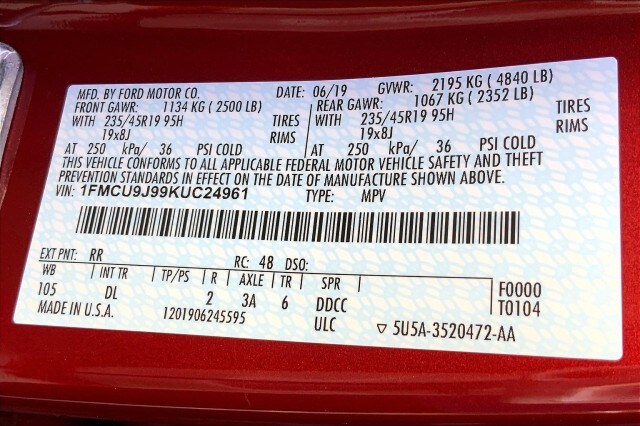 MFD. BY FORD MOTOR CO. DATE: 06/19 GVWR: 2195 KG ( 4840 LB)
FRONT GAWR: 1134 KG ( 2500 LB) REAR GAWR: 1067 KG ( 2352 LB)
WITH 235/45R19 95H TIRES WITH 235/45R19 95H TIRES
19x8J RIMS 19x8J RIMS
AT 250 kPa/ 36 PSI COLD AT 250 kPa/ 36 PSI COLD
THIS VEHICLE CONFORMS TO ALL APPLICABLE FEDERAL MOTOR VEHICLE SAFETY AND THEFT
PREVENTION STANDARDS IN EFFECT ON THE DATE OF MANUFACTURE SHOWN ABOVE.
VIN: 1FMCU9J99KUC24961 TYPE: MPV
EXT PNT: RR RC: 48 DSO:
WB INT TR TP/PS R AXLE TR SPR F0000
105 DL 2 3A 6 DDCC T0104
MADE IN U.S.A. 1201906245595 ULC ▽ 5U5A-3520472-AA